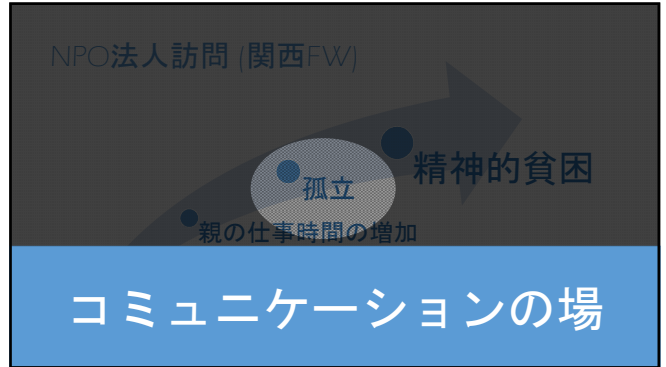 NPO法人訪問 (関西FW)
精神的貧困
孤立
親の仕事時間の増加
コミュニケーションの場